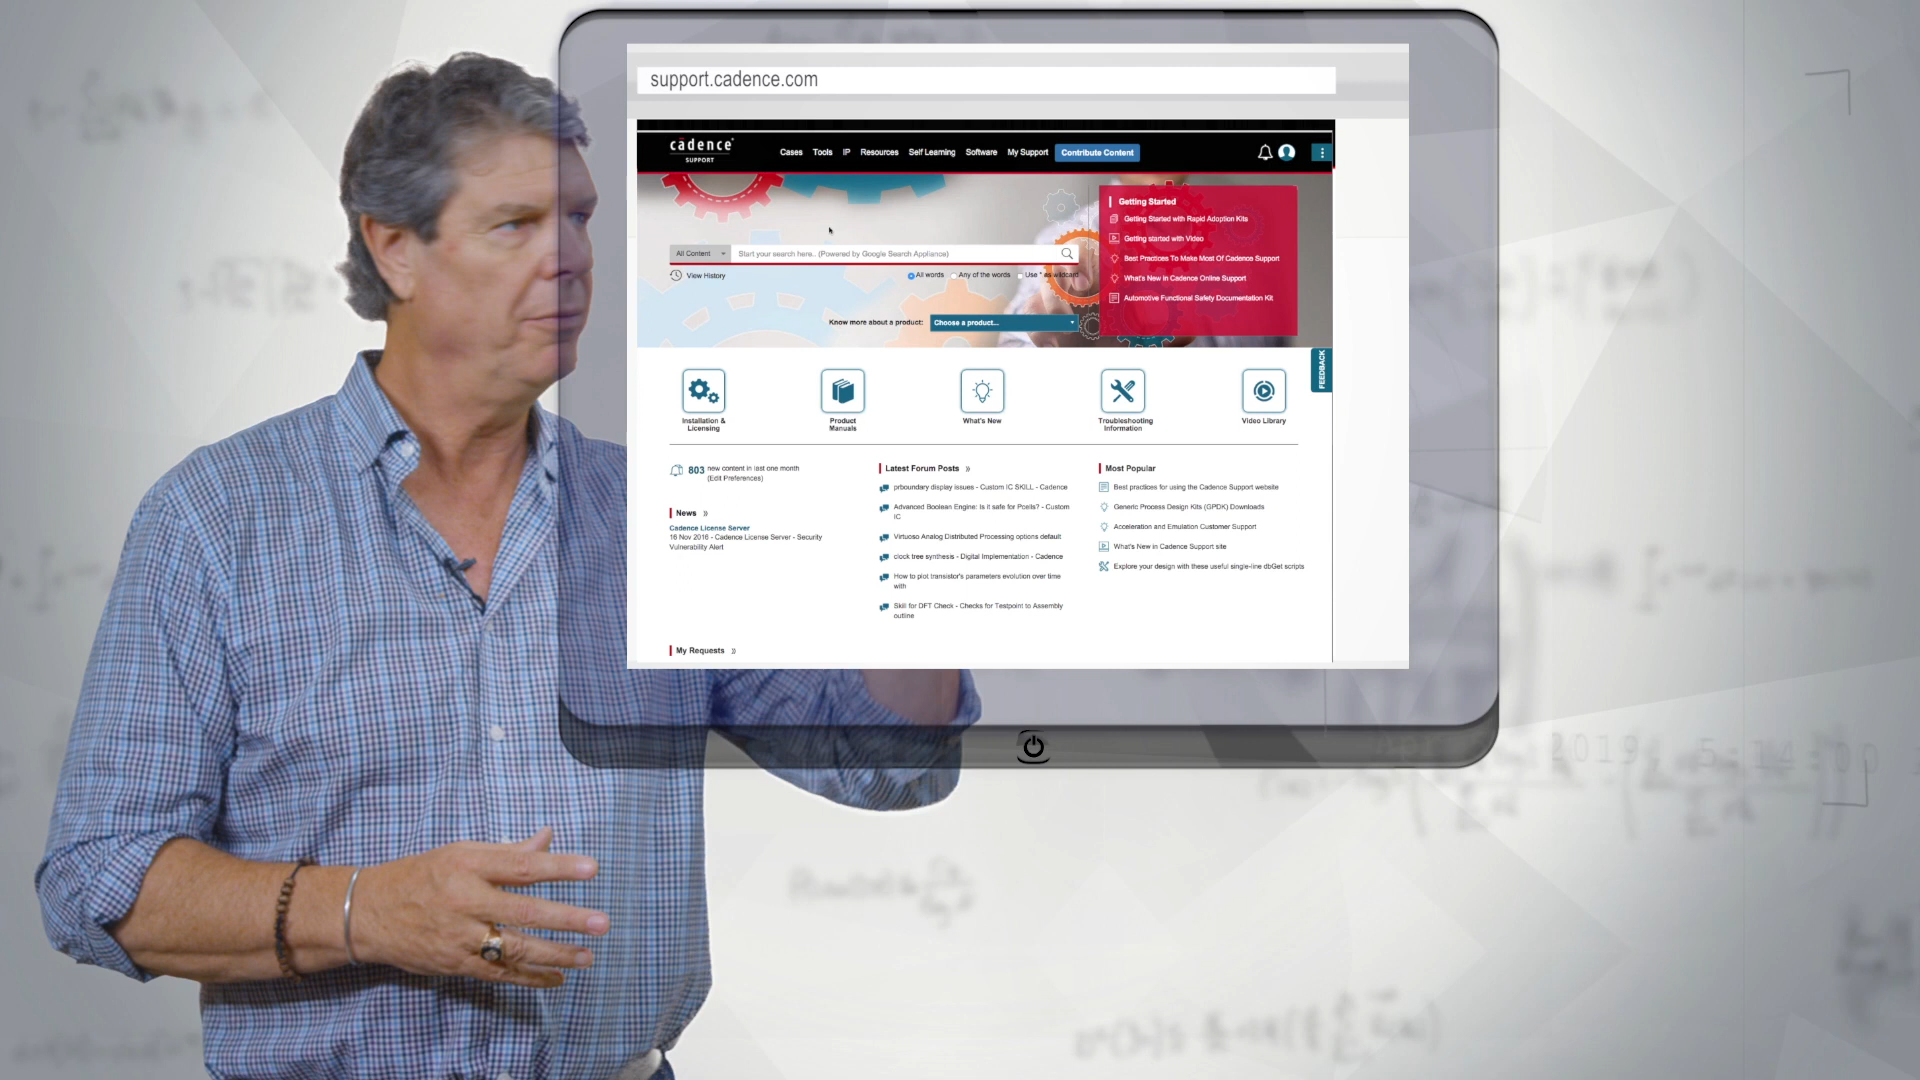 support.cadence.com
cādence®
SUPPORT
Cases Tools IP Resources Self Learning Software My Support Contribute Content
Getting Started
Getting Started with Rapid Adoption Kits
Getting started with Video
Best Practices To Make Most Of Cadence Support
What's New in Cadence Online Support
Automotive Functional Safety Documentation Kit
All Content Start your search here.. (Powered by Google Search Appliance)
View History All words Any of the words Use * as wildcard
Know more about a product: Choose a product...
FEEDBACK
Installation &
Licensing
Product
Manuals
What's New
Troubleshooting
Information
Video Library
803 new content in last one month
(Edit Preferences)
News »
Cadence License Server
16 Nov 2016 - Cadence License Server - Security
Vulnerability Alert
Latest Forum Posts »
prboundary display issues - Custom IC SKILL - Cadence
Advanced Boolean Engine: Is it safe for Pcells? - Custom
IC
Virtuoso Analog Distributed Processing options default
clock tree synthesis - Digital Implementation - Cadence
How to plot transistor's parameters evolution over time
with
Skill for DFT Check - Checks for Testpoint to Assembly
outline
Most Popular
Best practices for using the Cadence Support website
Generic Process Design Kits (GPDK) Downloads
Acceleration and Emulation Customer Support
What's New in Cadence Support site
Explore your design with these useful single-line dbGet scripts
My Requests »
2019, 5:14:00